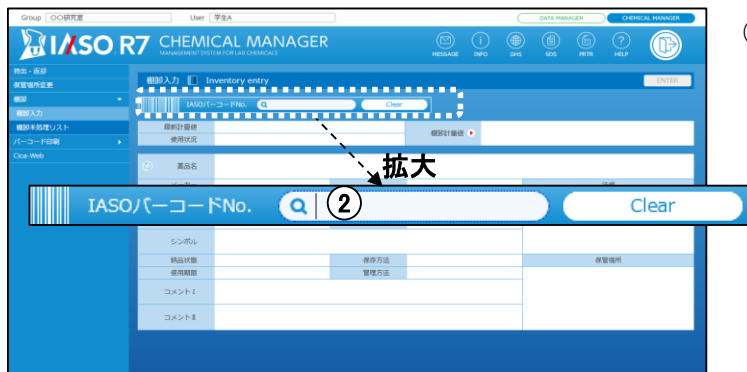 Group 〇〇研究室 User 学生A DATA MANAGER CHEMICAL MANAGER
IASO R7 CHEMICAL MANAGER
MANAGEMENT SYSTEM FOR LAB CHEMICALS
MESSAGE INFO GHS SDS PRTR HELP
持出・返却
保管場所変更
棚卸
棚卸入力
棚卸未処理リスト
バーコード印刷
Cica-Web
棚卸入力 Inventory entry ENTER
IASOバーコードNo. Clear
最新計量値
使用状況
棚卸計量値
薬品名
拡大
IASOバーコードNo. ② Clear
シンボル
納品状態 保存方法 保管場所
使用期限 管理方法
コメントⅠ
コメントⅡ